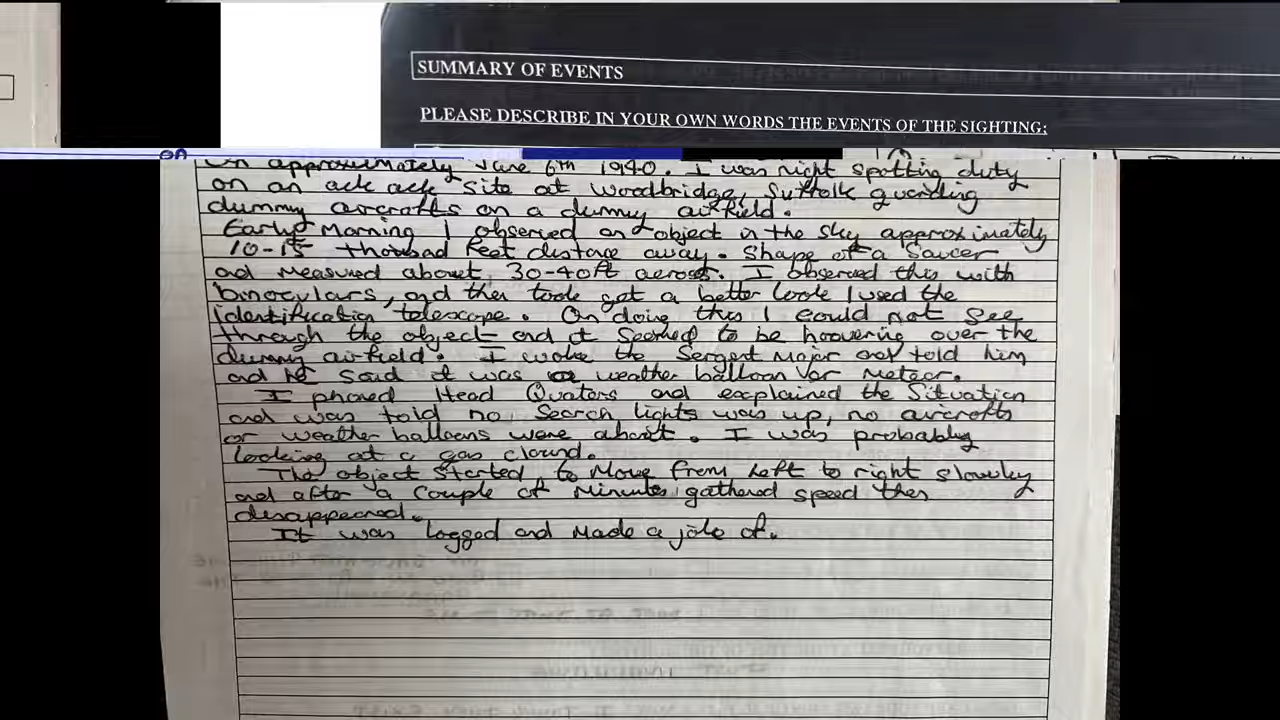 SUMMARY OF EVENTS
PLEASE DESCRIBE IN YOUR OWN WORDS THE EVENTS OF THE SIGHTING:
On approximately June 6th 1940. I was night spotting duty
on an ack ack site at Woodbridge, Suffolk guarding
dummy aircrafts on a dummy airfield.
Early Morning I observed an object in the sky approximately
10-15 thousand feet distance away. Shape of a Saucer
and measured about 30-40ft across. I observed this with
binoculars, and then to get a better look I used the
identification telescope. On doing this I could not see
through the object and it seemed to be hoovering over the
dummy airfield. I woke the Sergent Major and told him
and he said it was weather balloon or meteor.
I phoned Head Quaters and explained the Situation
and was told no Search lights was up, no aircrafts
or weather balloons were about. I was probably
looking at a gas clound.
The object started to Move from Left to right slowley
and after a couple of Minutes gathered speed then
disappeared.
It was logged and made a joke of.